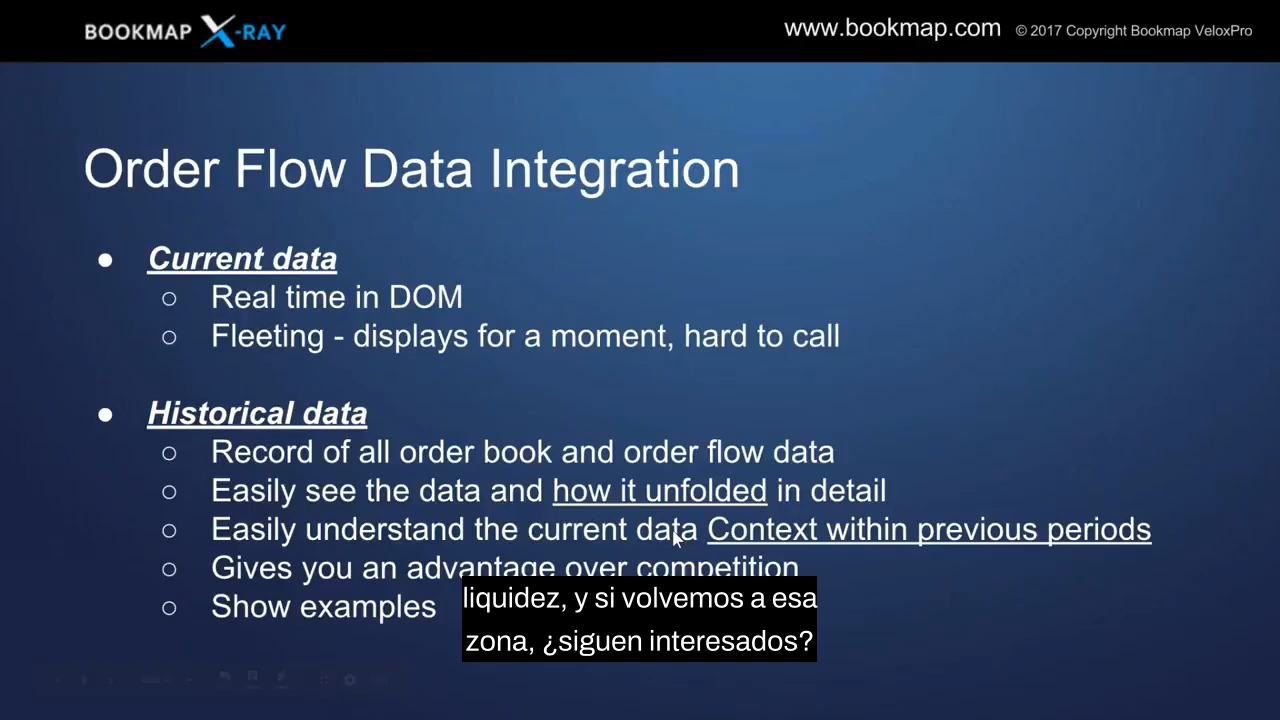 BOOKMAP X-RAY
www.bookmap.com © 2017 Copyright Bookmap VeloxPro
Order Flow Data Integration
● Current data
○ Real time in DOM
○ Fleeting - displays for a moment, hard to call
● Historical data
○ Record of all order book and order flow data
○ Easily see the data and how it unfolded in detail
○ Easily understand the current data Context within previous periods
○ Gives you an advantage over competition
○ Show examples
liquidez, y si volvemos a esa
zona, ¿siguen interesados?